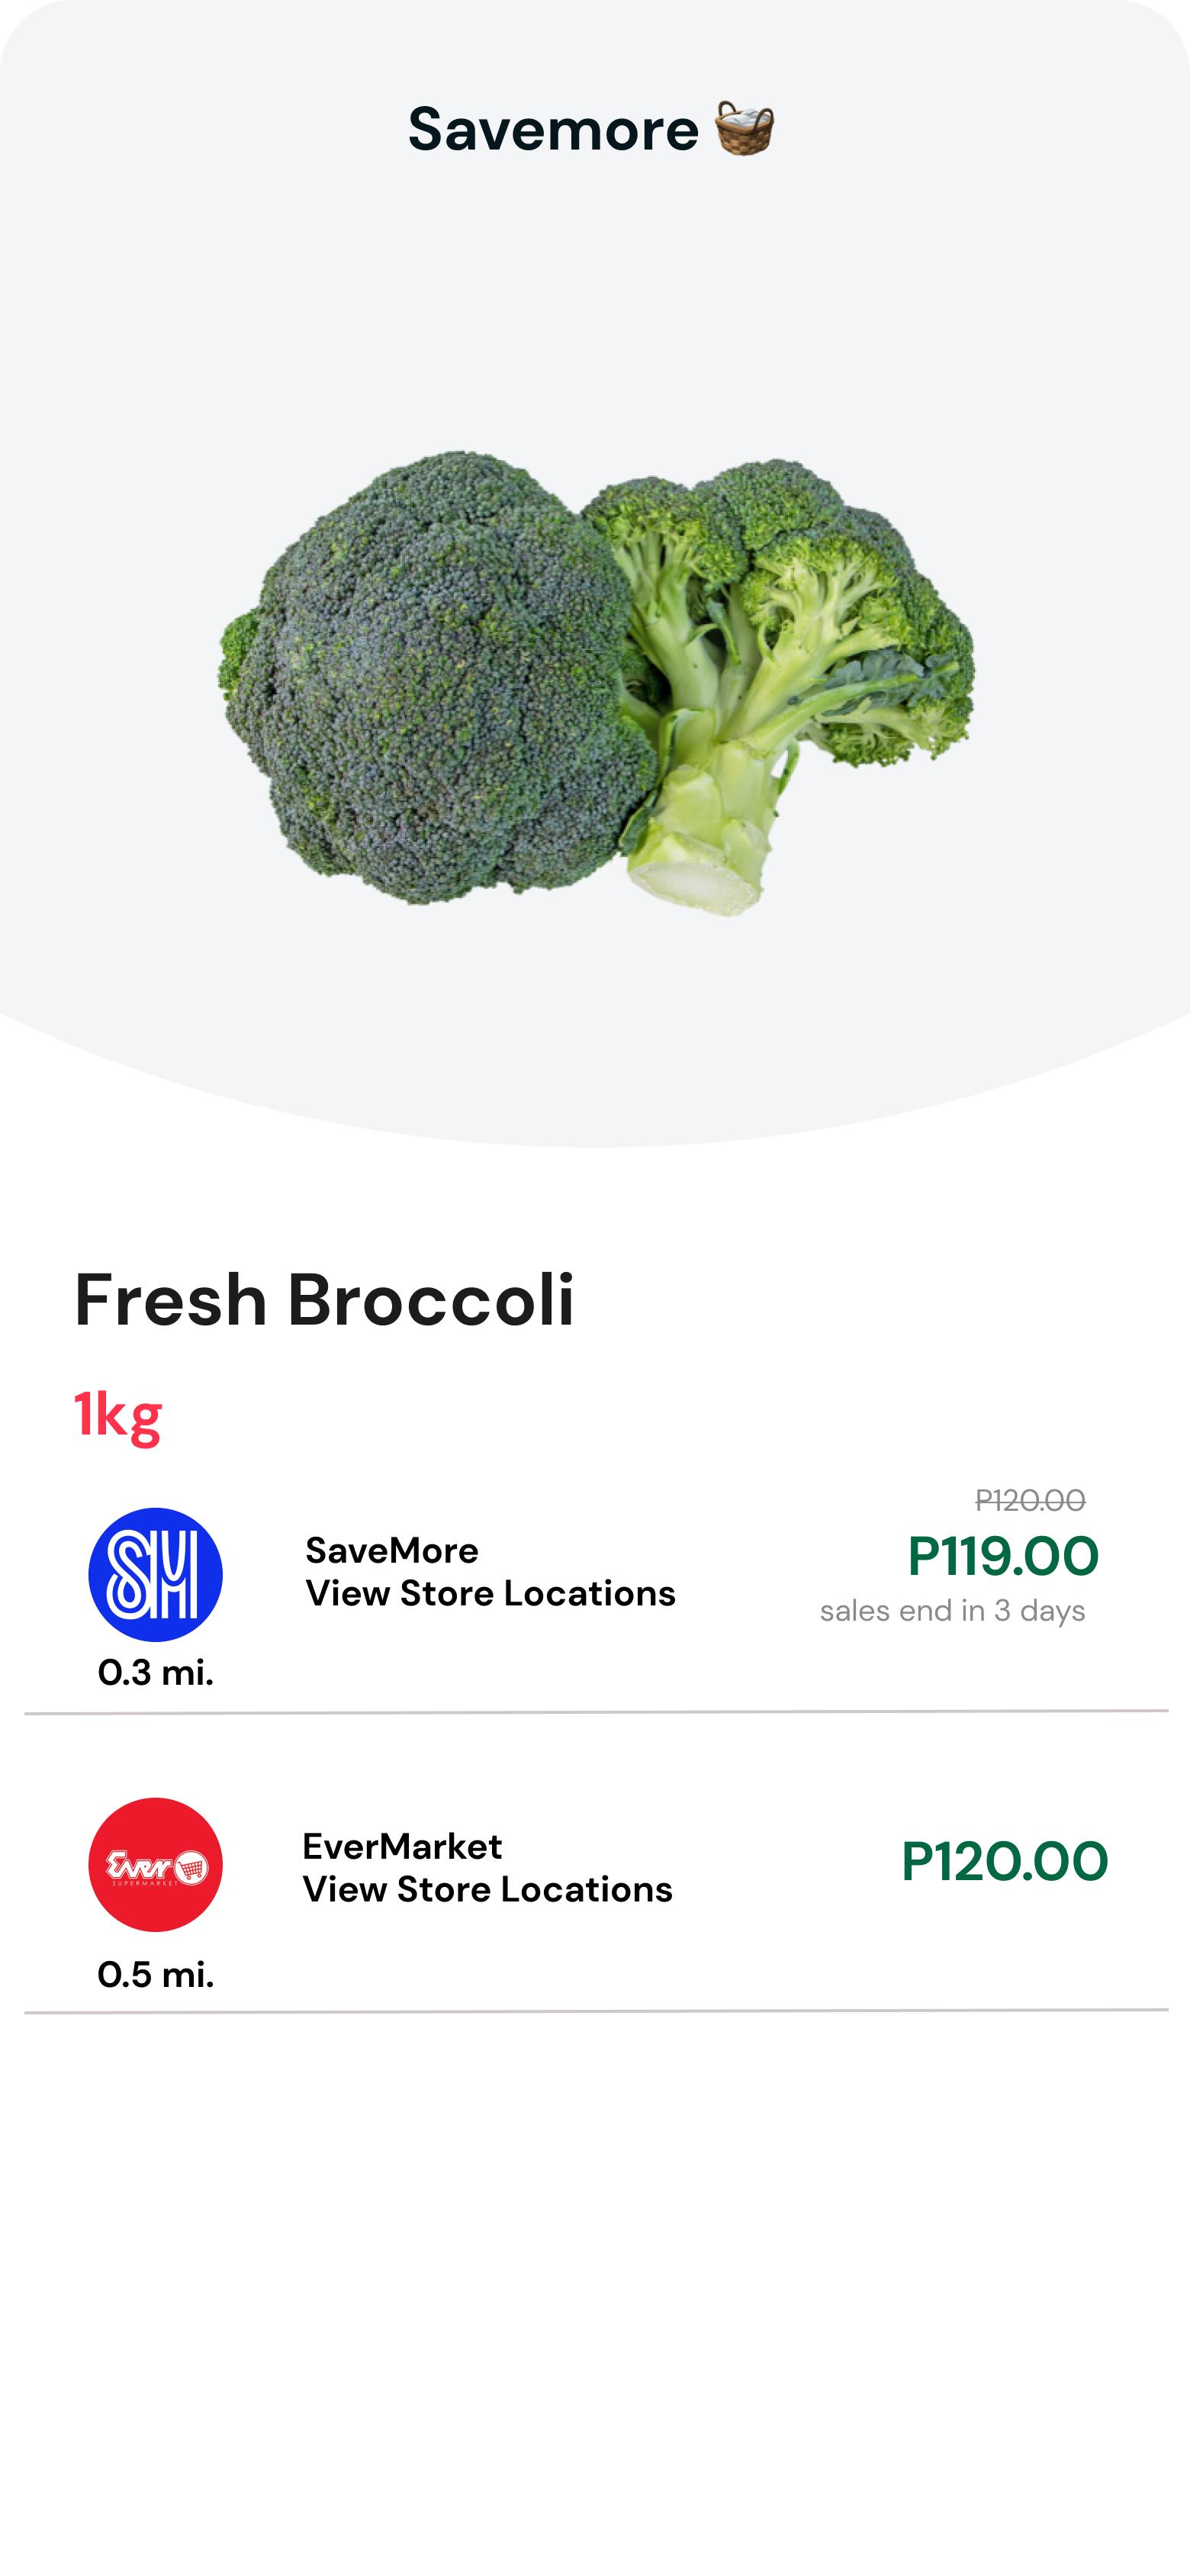 Savemore
Fresh Broccoli
1kg
P120.00
SM
SaveMore
P119.00
View Store Locations
sales end in 3 days
0.3 mi.
Ever
SUPERMARKET
EverMarket
View Store Locations
P120.00
0.5 mi.